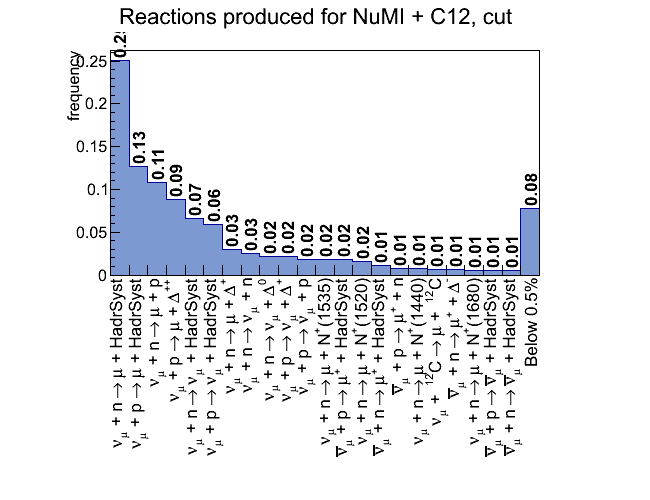 Reactions produced for NuMI + C12, cut
frequency
0.25
0.2
0.15
0.1
0.05
0
0.13
0.11
0.09
0.07
0.06
0.03
0.03
0.02
0.02
0.02
0.02
0.02
0.02
0.01
0.01
0.01
0.01
0.01
0.01
0.01
0.01
0.08
ν_μ + n → μ + HadrSyst
ν_μ + p → μ + HadrSyst
ν_μ + n → μ + p
ν_μ + p → μ + Δ⁺⁺
ν_μ + n → ν_μ + HadrSyst
ν_μ + p → ν_μ + HadrSyst
ν_μ + n → μ + Δ⁺
ν_μ + n → ν_μ + n
ν_μ + n → ν_μ + Δ⁰
ν_μ + p → ν_μ + Δ⁺
ν_μ + p → ν_μ + p
ν_μ + n → μ + N⁺(1535)
ν̄_μ + p → μ⁺ + HadrSyst
ν_μ + n → μ + N⁺(1520)
ν̄_μ + n → μ⁺ + HadrSyst
ν̄_μ + p → μ⁺ + n
ν_μ + n → μ + N⁺(1440)
ν_μ + ¹²C → μ + ¹²C
ν̄_μ + n → μ⁺ + Δ⁻
ν_μ + n → μ + N⁺(1680)
ν̄_μ + p → ν̄_μ + HadrSyst
ν̄_μ + n → ν̄_μ + HadrSyst
Below 0.5%